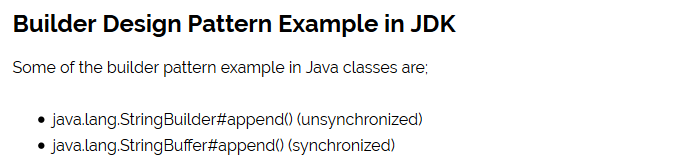 Builder Design Pattern Example in JDK
Some of the builder pattern example in Java classes are;
• java.lang.StringBuilder#append() (unsynchronized)
• java.lang.StringBuffer#append() (synchronized)